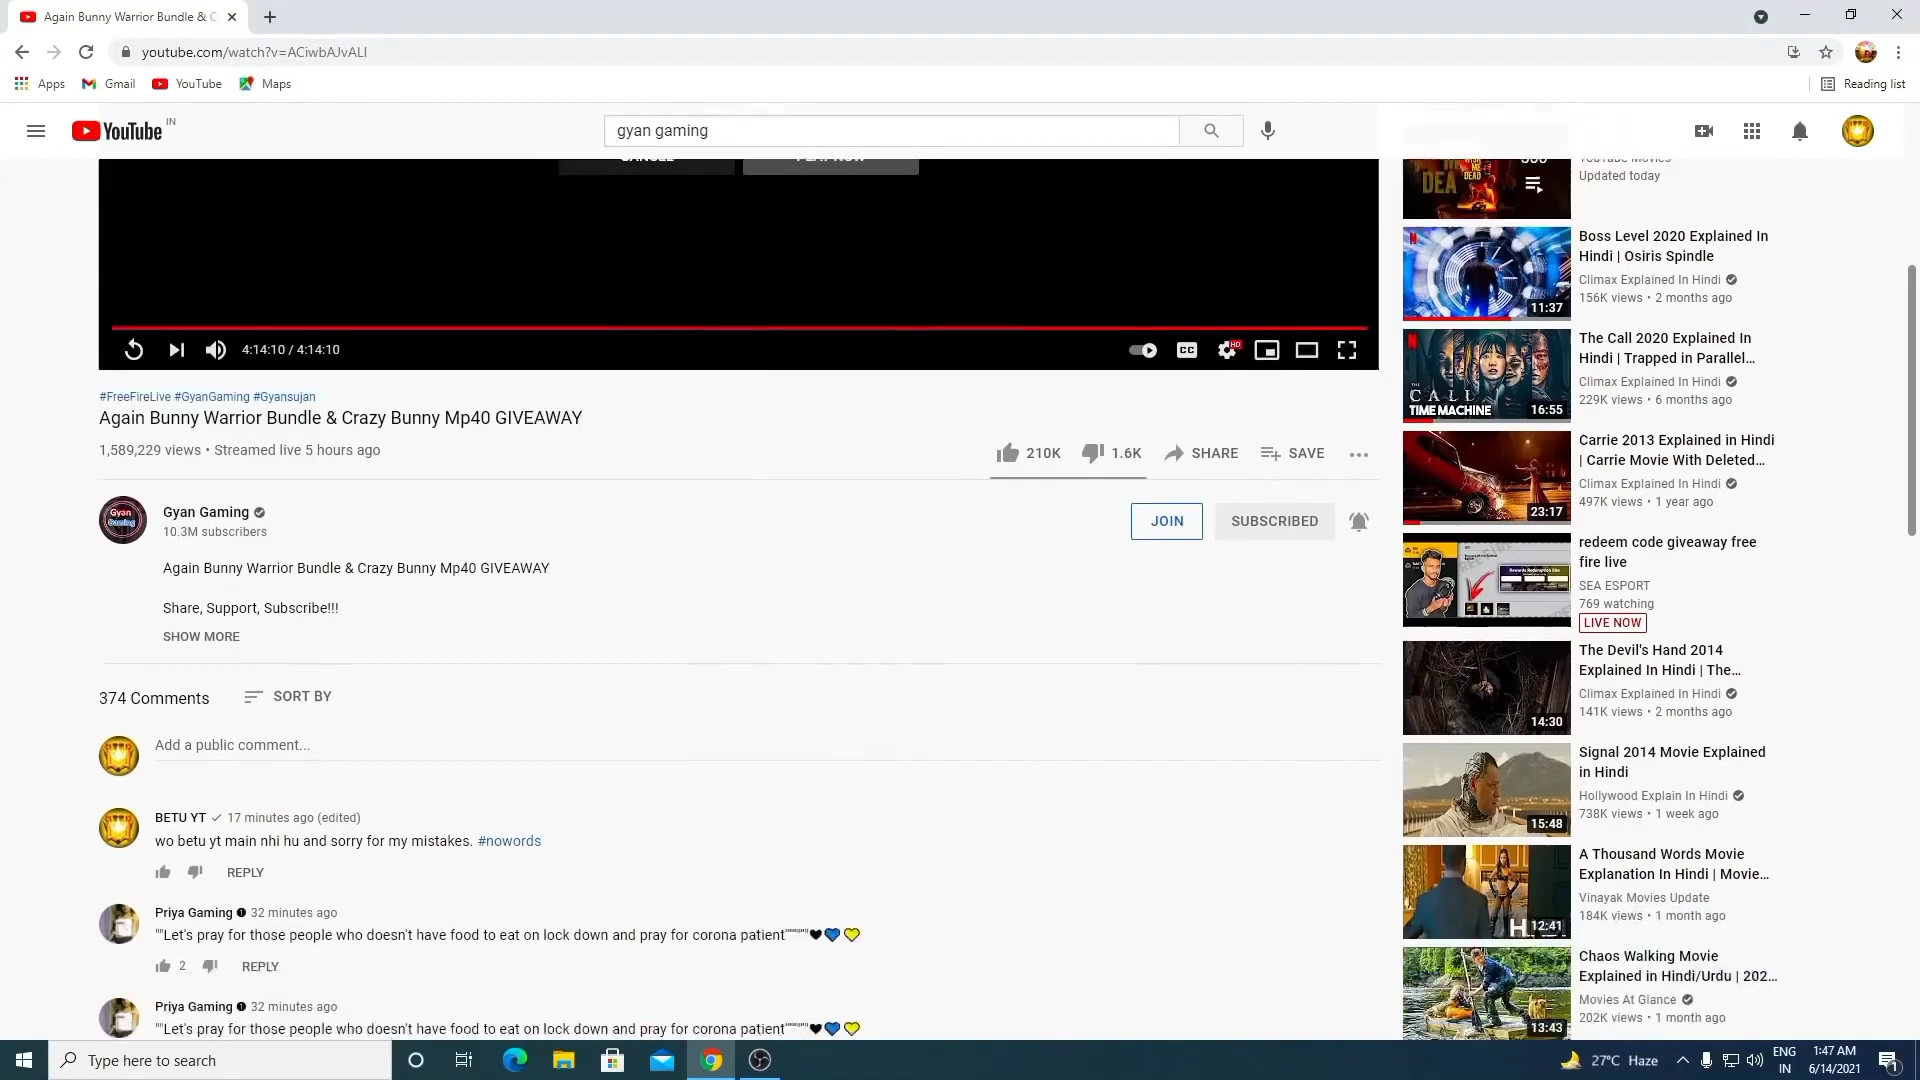 Again Bunny Warrior Bundle & C
youtube.com/watch?v=ACiwbAJvALI
Apps
Gmail
YouTube
Maps
Reading list
YouTube IN
gyan gaming
4:14:10 / 4:14:10
CC
HD
#FreeFireLive #GyanGaming #Gyansujan
Again Bunny Warrior Bundle & Crazy Bunny Mp40 GIVEAWAY
1,589,229 views • Streamed live 5 hours ago
210K
1.6K
SHARE
SAVE
Gyan Gaming
Gyan Gaming
10.3M subscribers
JOIN
SUBSCRIBED
Again Bunny Warrior Bundle & Crazy Bunny Mp40 GIVEAWAY
Share, Support, Subscribe!!!
SHOW MORE
374 Comments
SORT BY
Add a public comment...
BETU YT ✓ 17 minutes ago (edited)
wo betu yt main nhi hu and sorry for my mistakes. #nowords
REPLY
Priya Gaming 32 minutes ago
""Let's pray for those people who doesn't have food to eat on lock down and pray for corona patient""""""🖤💙💛
2
REPLY
Priya Gaming 32 minutes ago
""Let's pray for those people who doesn't have food to eat on lock down and pray for corona patient""""""🖤💙💛
ME
DEA
DEAD
Updated today
Boss Level 2020 Explained In
Hindi | Osiris Spindle
Climax Explained In Hindi
156K views • 2 months ago
11:37
The Call 2020 Explained In
Hindi | Trapped in Parallel...
Climax Explained In Hindi
229K views • 6 months ago
THE
CALL
TIME MACHINE
16:55
Carrie 2013 Explained in Hindi
| Carrie Movie With Deleted...
Climax Explained In Hindi
497K views • 1 year ago
23:17
redeem code giveaway free
fire live
SEA ESPORT
769 watching
LIVE NOW
Rewards Redemption Site
The Devil's Hand 2014
Explained In Hindi | The...
Climax Explained In Hindi
141K views • 2 months ago
14:30
Signal 2014 Movie Explained
in Hindi
Hollywood Explain In Hindi
738K views • 1 week ago
15:48
A Thousand Words Movie
Explanation In Hindi | Movie...
Vinayak Movies Update
184K views • 1 month ago
H
12:41
Chaos Walking Movie
Explained in Hindi/Urdu | 202...
Movies At Glance
202K views • 1 month ago
13:43
Type here to search
27°C Haze
ENG
IN
1:47 AM
6/14/2021
1